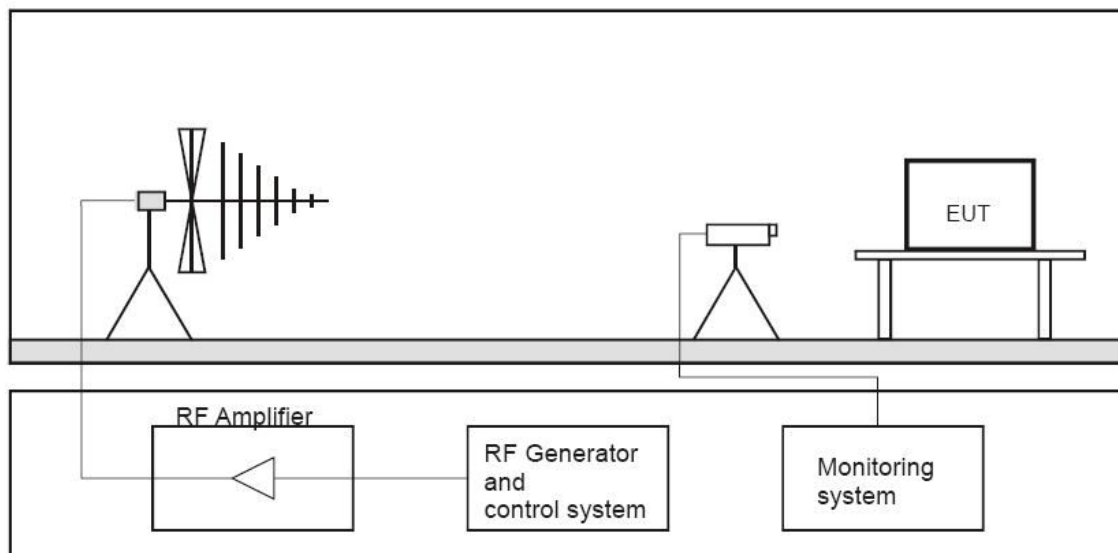 EUT
RF Amplifier
RF Generator
and
control system
Monitoring
system